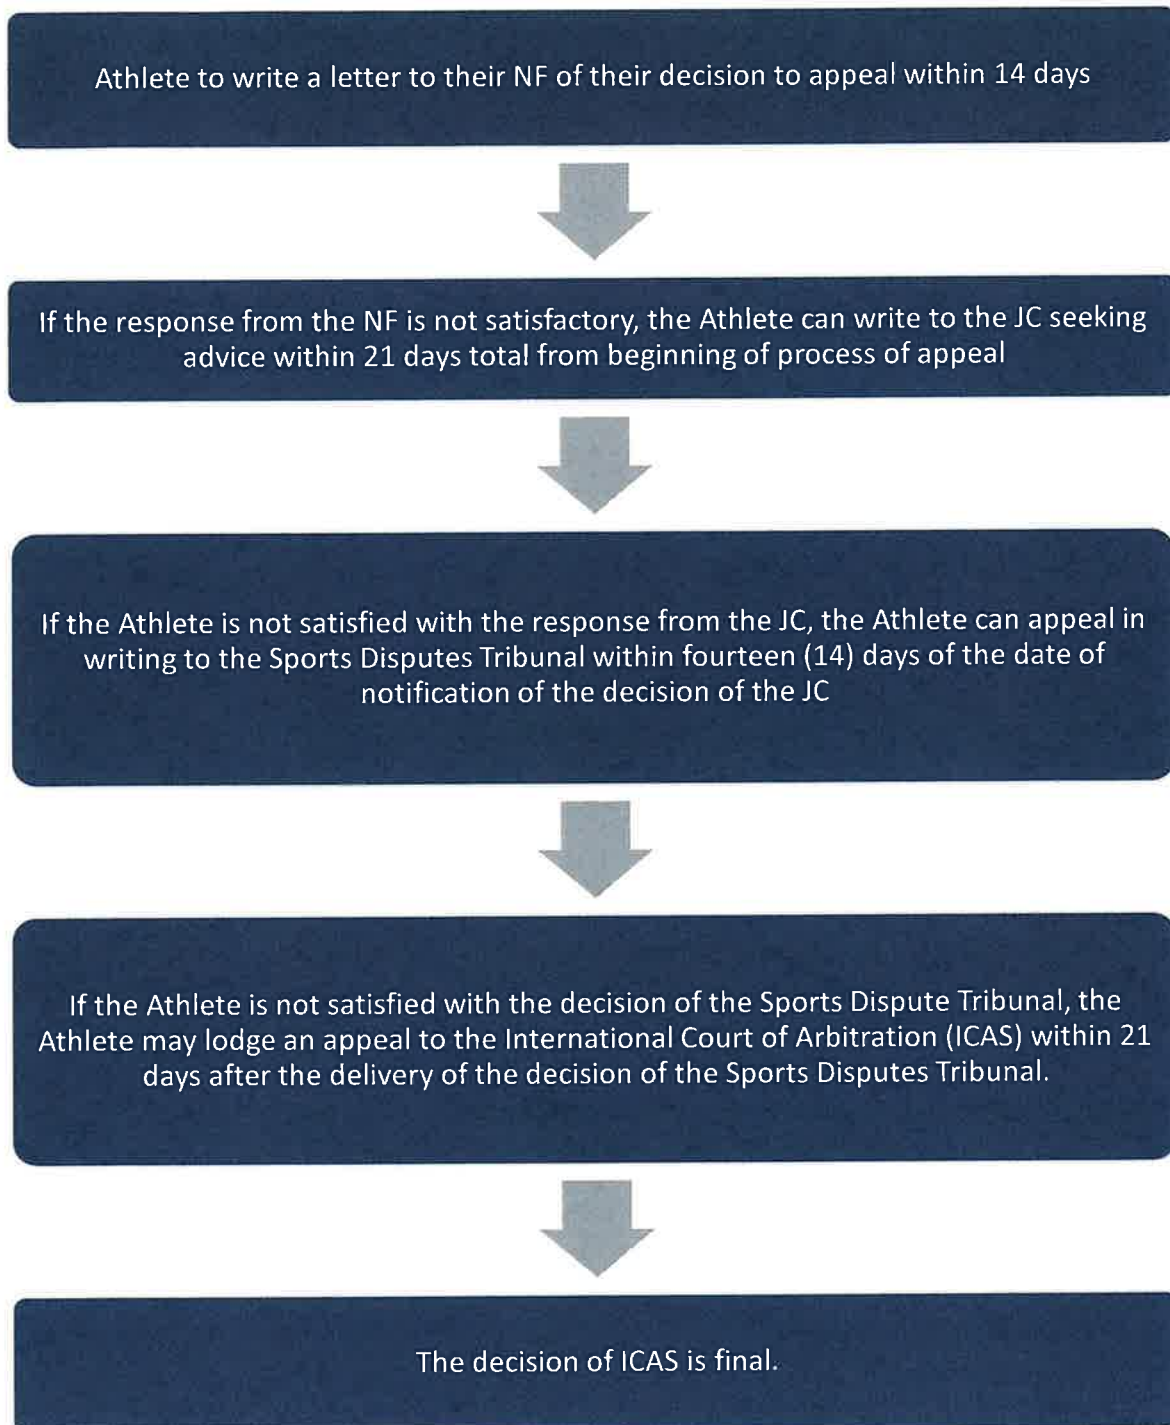 Athlete to write a letter to their NF of their decision to appeal within 14 days
If the response from the NF is not satisfactory, the Athlete can write to the JC seeking
advice within 21 days total from beginning of process of appeal
If the Athlete is not satisfied with the response from the JC, the Athlete can appeal in
writing to the Sports Disputes Tribunal within fourteen (14) days of the date of
notification of the decision of the JC
If the Athlete is not satisfied with the decision of the Sports Dispute Tribunal, the
Athlete may lodge an appeal to the International Court of Arbitration (ICAS) within 21
days after the delivery of the decision of the Sports Disputes Tribunal.
The decision of ICAS is final.